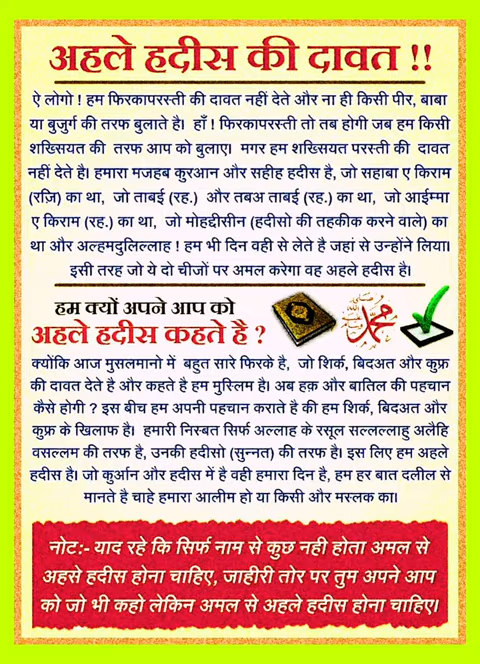 अहले हदीस की दावत !!
ऐ लोगो ! हम फिरकापरस्ती की दावत नहीं देते और ना ही किसी पीर, बाबा
या बुजुर्ग की तरफ बुलाते है। हाँ ! फिरकापरस्ती तो तब होगी जब हम किसी
शख्सियत की तरफ आप को बुलाए। मगर हम शख्सियत परस्ती की दावत
नहीं देते है। हमारा मजहब कुरआन और सहीह हदीस है, जो सहाबा ए किराम
(रज़ि) का था, जो ताबई (रह.) और तबअ ताबई (रह.) का था, जो आईम्मा
ए किराम (रह.) का था, जो मोहद्दीसीन (हदीसो की तहकीक करने वाले) का
था और अल्हमदुलिल्लाह ! हम भी दिन वही से लेते है जहां से उन्होंने लिया।
इसी तरह जो ये दो चीजों पर अमल करेगा वह अहले हदीस है।
हम क्यों अपने आप को
अहले हदीस कहते है ?
محمد
क्योंकि आज मुसलमानो में बहुत सारे फिरके है, जो शिर्क, बिदअत और कुफ्र
की दावत देते है और कहते है हम मुस्लिम है। अब हक़ और बातिल की पहचान
कैसे होगी ? इस बीच हम अपनी पहचान कराते है की हम शिर्क, बिदअत और
कुफ्र के खिलाफ है। हमारी निस्बत सिर्फ अल्लाह के रसूल सल्लल्लाहु अलैहि
वसल्लम की तरफ है, उनकी हदीसो (सुन्नत) की तरफ है। इस लिए हम अहले
हदीस है। जो कुर्आन और हदीस में है वही हमारा दिन है, हम हर बात दलील से
मानते है चाहे हमारा आलीम हो या किसी और मस्लक का।
नोट:- याद रहे कि सिर्फ नाम से कुछ नही होता अमल से
अहसे हदीस होना चाहिए, जाहीरी तोर पर तुम अपने आप
को जो भी कहो लेकिन अमल से अहले हदीस होना चाहिए।